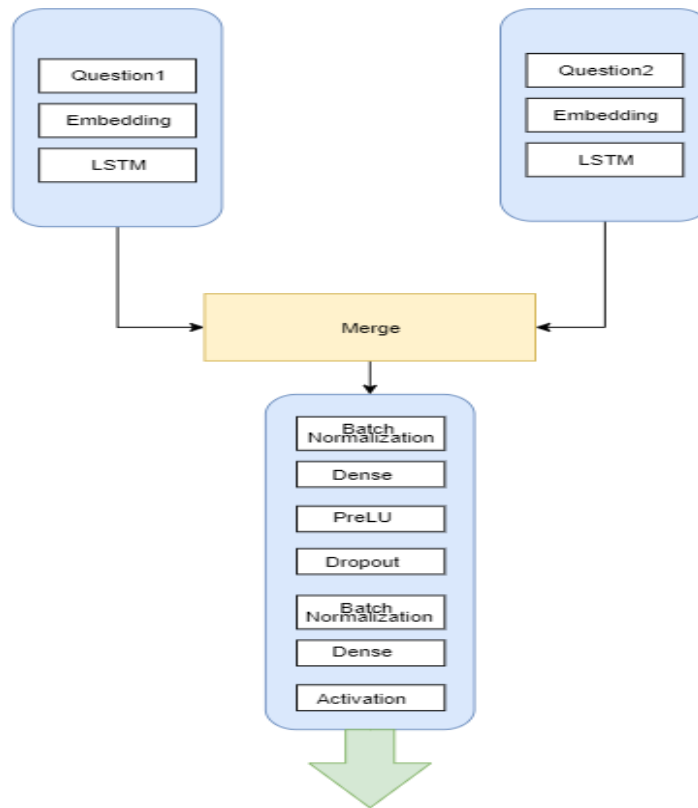 Question1
Embedding
LSTM
Question2
Embedding
LSTM
Merge
Batch
Normalization
Dense
PreLU
Dropout
Batch
Normalization
Dense
Activation